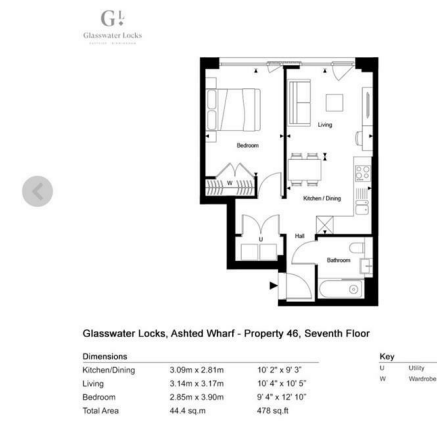 GL
Glasswater Locks
Bedroom
Living
W
Kitchen / Dining
U
Hall
Bathroom
Glasswater Locks, Ashted Wharf - Property 46, Seventh Floor
Dimensions
Kitchen/Dining 3.09m x 2.81m 10' 2" x 9' 3"
Living 3.14m x 3.17m 10' 4" x 10' 5"
Bedroom 2.85m x 3.90m 9' 4" x 12' 10"
Total Area 44.4 sq.m 478 sq.ft
Key
U Utility
W Wardrobe